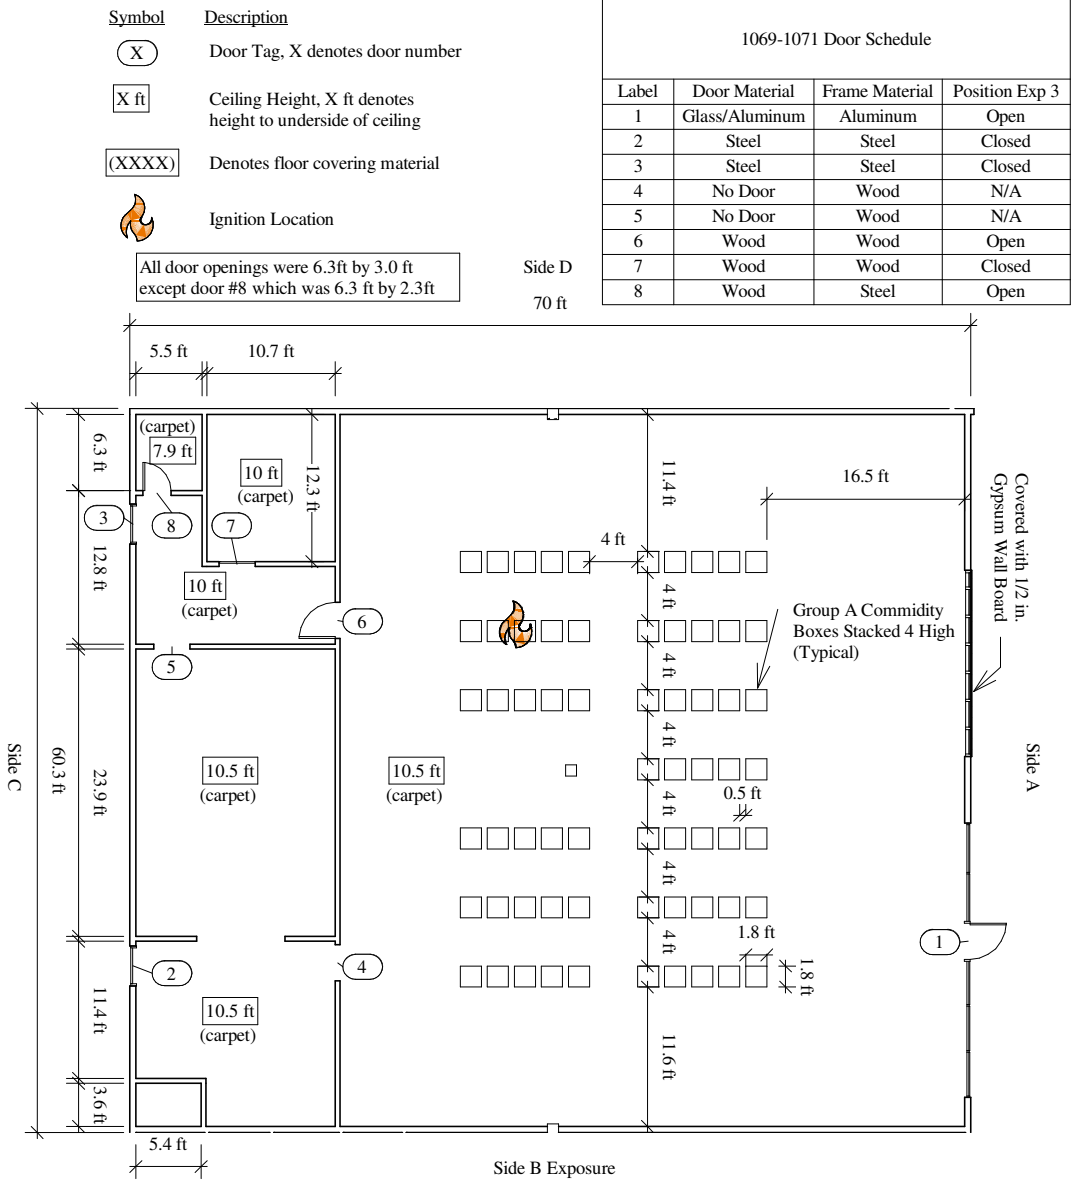 Symbol Description
X Door Tag, X denotes door number
X ft Ceiling Height, X ft denotes
height to underside of ceiling
(XXXX) Denotes floor covering material
Ignition Location
All door openings were 6.3ft by 3.0 ft
except door #8 which was 6.3 ft by 2.3ft
1069-1071 Door Schedule
Label Door Material Frame Material Position Exp 3
1 Glass/Aluminum Aluminum Open
2 Steel Steel Closed
3 Steel Steel Closed
4 No Door Wood N/A
5 No Door Wood N/A
6 Wood Wood Open
7 Wood Wood Closed
8 Wood Steel Open
Side D
70 ft
5.5 ft 10.7 ft
6.3 ft
(carpet)
7.9 ft
10 ft
(carpet)
12.3 ft
11.4 ft
16.5 ft
Covered with 1/2 in.
Gypsum Wall Board
3
8
7
12.8 ft
4 ft
10 ft
(carpet)
4 ft
6
Group A Commidity
Boxes Stacked 4 High
(Typical)
5
4 ft
4 ft
Side C
60.3 ft
23.9 ft
10.5 ft
(carpet)
10.5 ft
(carpet)
Side A
0.5 ft
4 ft
4 ft
4 ft
1.8 ft
1.8 ft
1
2
4
11.4 ft
10.5 ft
(carpet)
11.6 ft
3.6 ft
5.4 ft
Side B Exposure